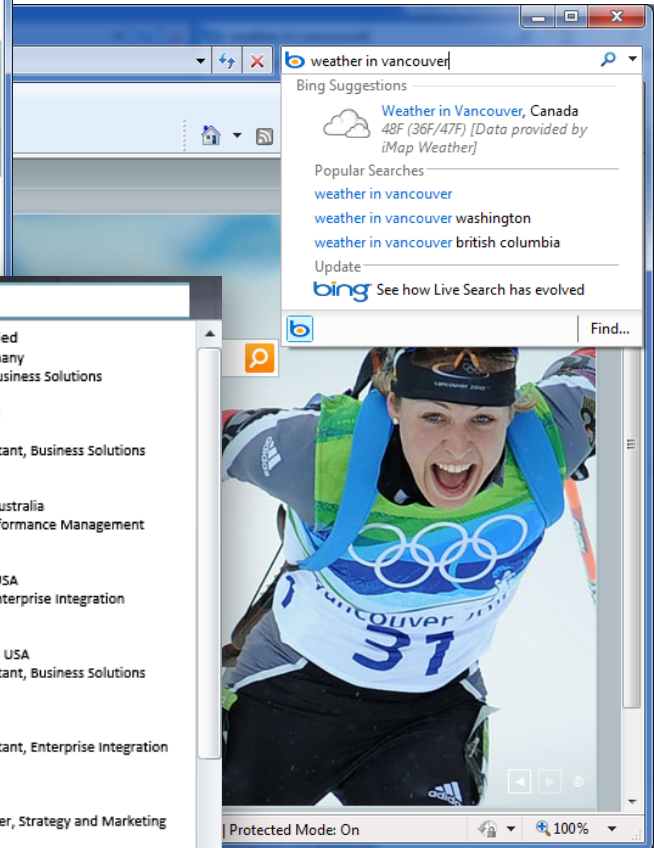 weather in vancouver
Bing Suggestions
Weather in Vancouver, Canada
48F (36F/47F) [Data provided by
iMap Weather]
Popular Searches
weather in vancouver
weather in vancouver washington
weather in vancouver british columbia
Update
bing See how Live Search has evolved
Find...
usiness Solutions
tant, Business Solutions
ustralia
formance Management
USA
nterprise Integration
USA
tant, Business Solutions
tant, Enterprise Integration
er, Strategy and Marketing
vancouver 2010
adidas
vancouver
31
adidas
©
| Protected Mode: On
100%